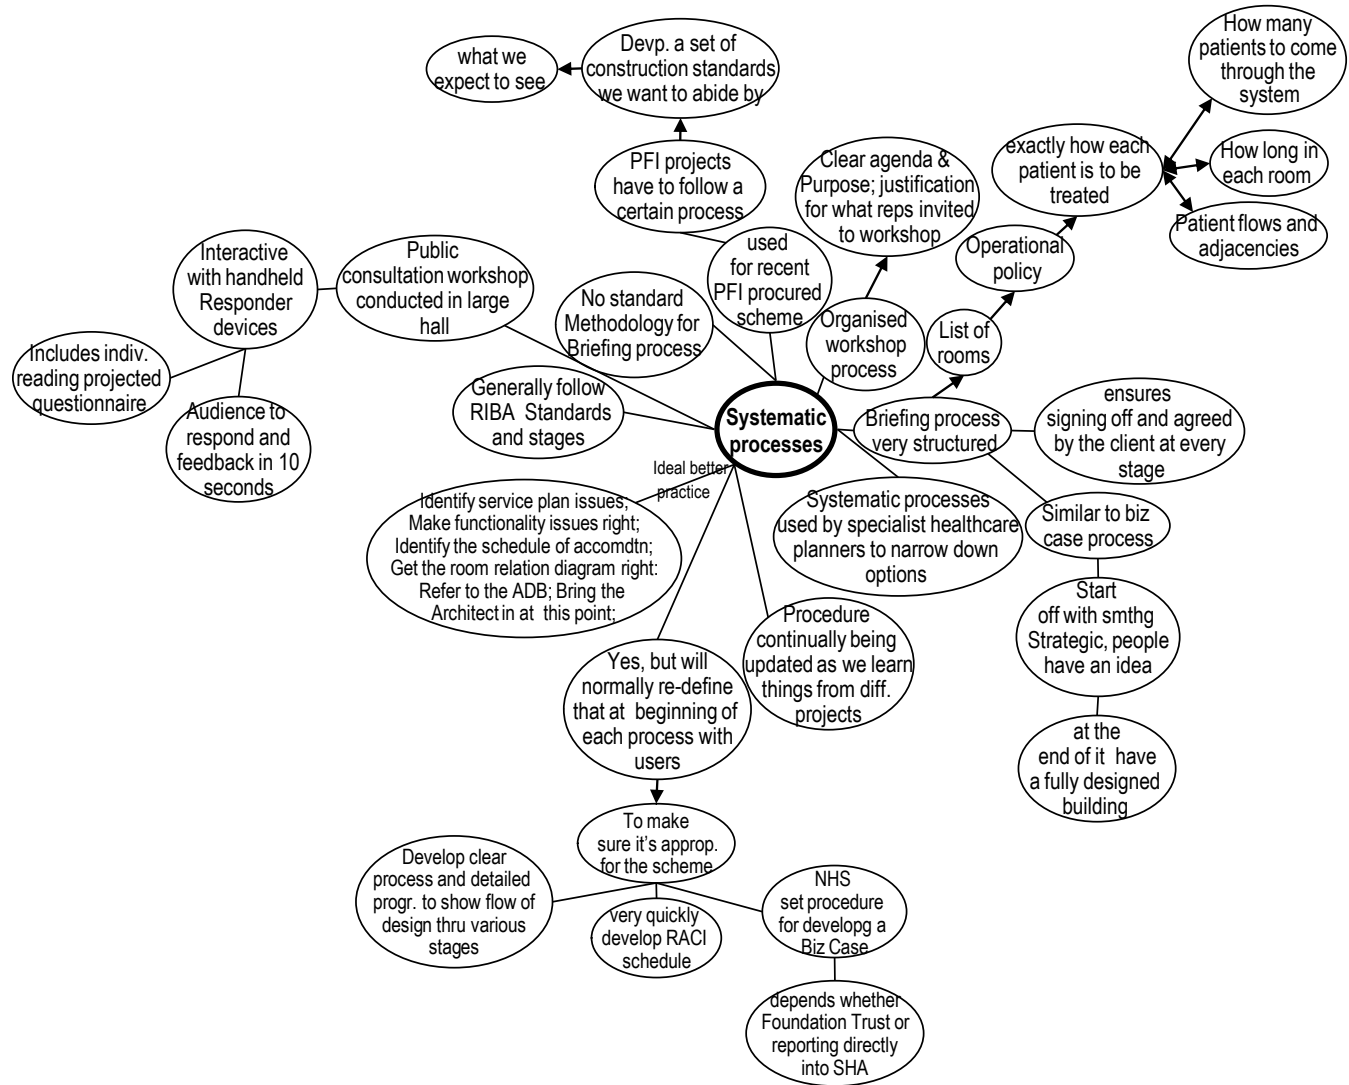 How many
patients to come
through the
system
Devp. a set of
construction standards
we want to abide by
what we
expect to see
exactly how each
patient is to be
treated
How long in
each room
Patient flows and
adjacencies
PFI projects
have to follow a
certain process
Clear agenda &
Purpose; justification
for what reps invited
to workshop
Operational
policy
used
for recent
PFI procured
scheme
Public
consultation workshop
conducted in large
hall
Interactive
with handheld
Responder
devices
No standard
Methodology for
Briefing process
Organised
workshop
process
List of
rooms
Includes indiv.
reading projected
questionnaire
Audience to
respond and
feedback in 10
seconds
Generally follow
RIBA Standards
and stages
Systematic
processes
Briefing process
very structured
ensures
signing off and agreed
by the client at every
stage
Ideal better
practice
Identify service plan issues;
Make functionality issues right;
Identify the schedule of accomdtn;
Get the room relation diagram right:
Refer to the ADB; Bring the
Architect in at this point;
Systematic processes
used by specialist healthcare
planners to narrow down
options
Similar to biz
case process
Start
off with smthg
Strategic, people
have an idea
at the
end of it have
a fully designed
building
Procedure
continually being
updated as we learn
things from diff.
projects
Yes, but will
normally re-define
that at beginning of
each process with
users
To make
sure it's approp.
for the scheme
Develop clear
process and detailed
progr. to show flow of
design thru various
stages
very quickly
develop RACI
schedule
NHS
set procedure
for developg a
Biz Case
depends whether
Foundation Trust or
reporting directly
into SHA